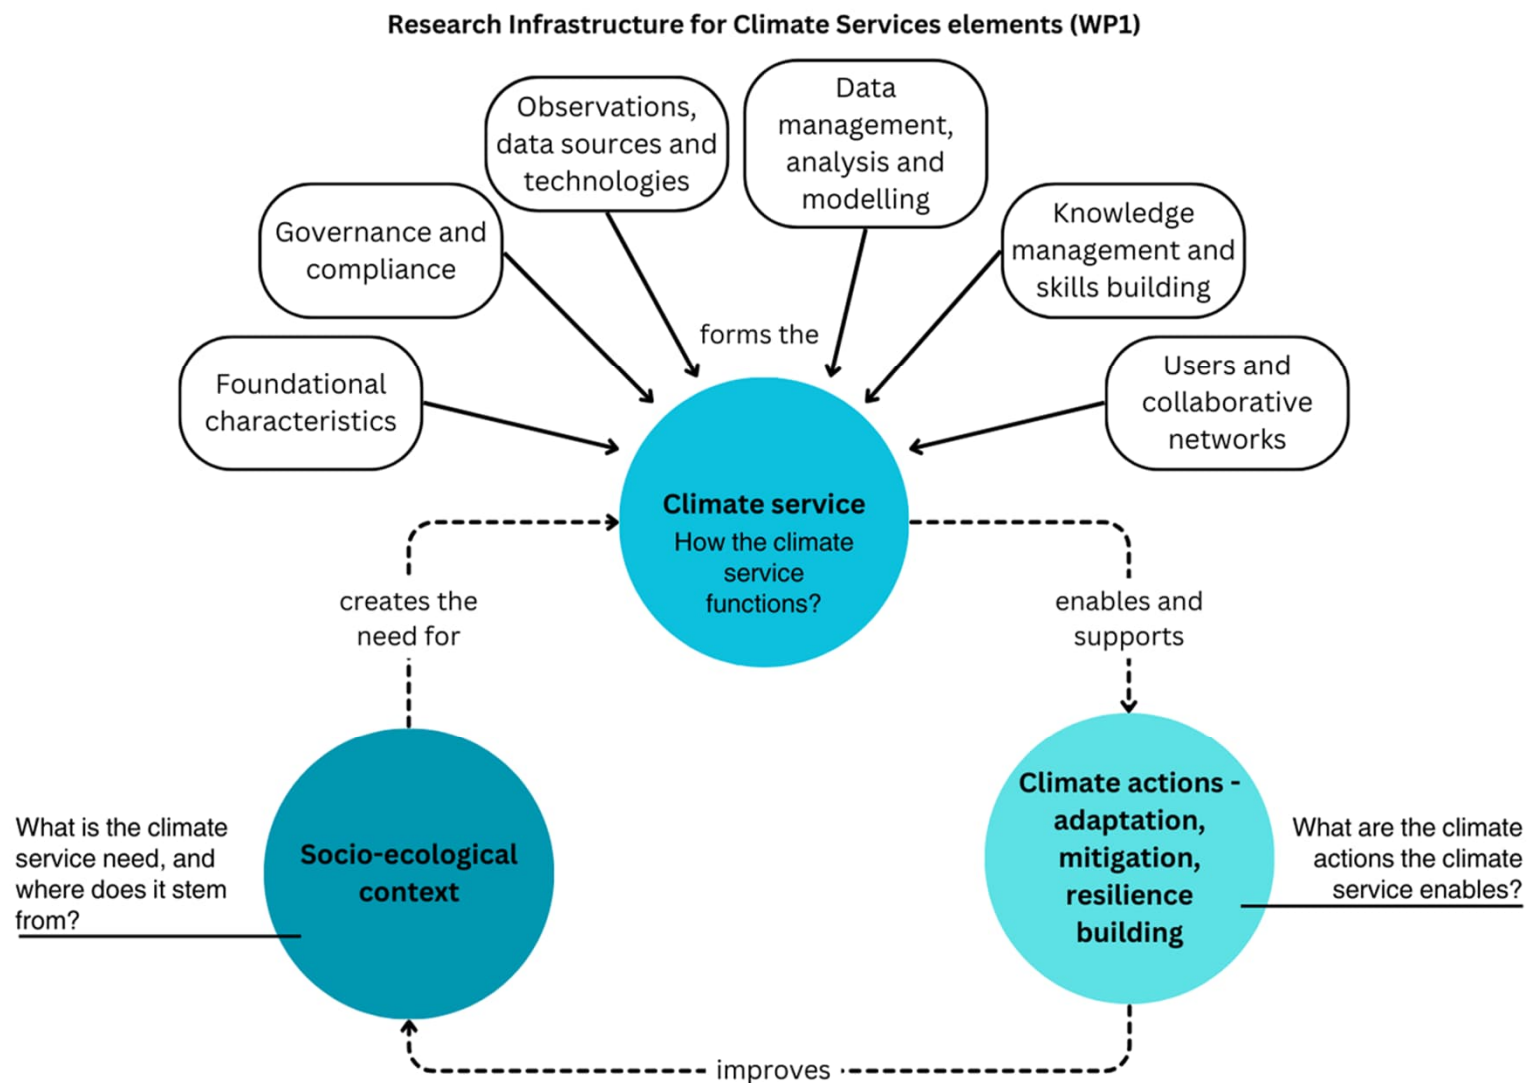 Research Infrastructure for Climate Services elements (WP1)
Observations,
data sources and
technologies
Data
management,
analysis and
modelling
Governance and
compliance
Knowledge
management and
skills building
forms the
Foundational
characteristics
Users and
collaborative
networks
Climate service
How the climate
service
functions?
creates the
need for
enables and
supports
What is the climate
service need, and
where does it stem
from?
Socio-ecological
context
Climate actions -
adaptation,
mitigation,
resilience
building
What are the climate
actions the climate
service enables?
improves